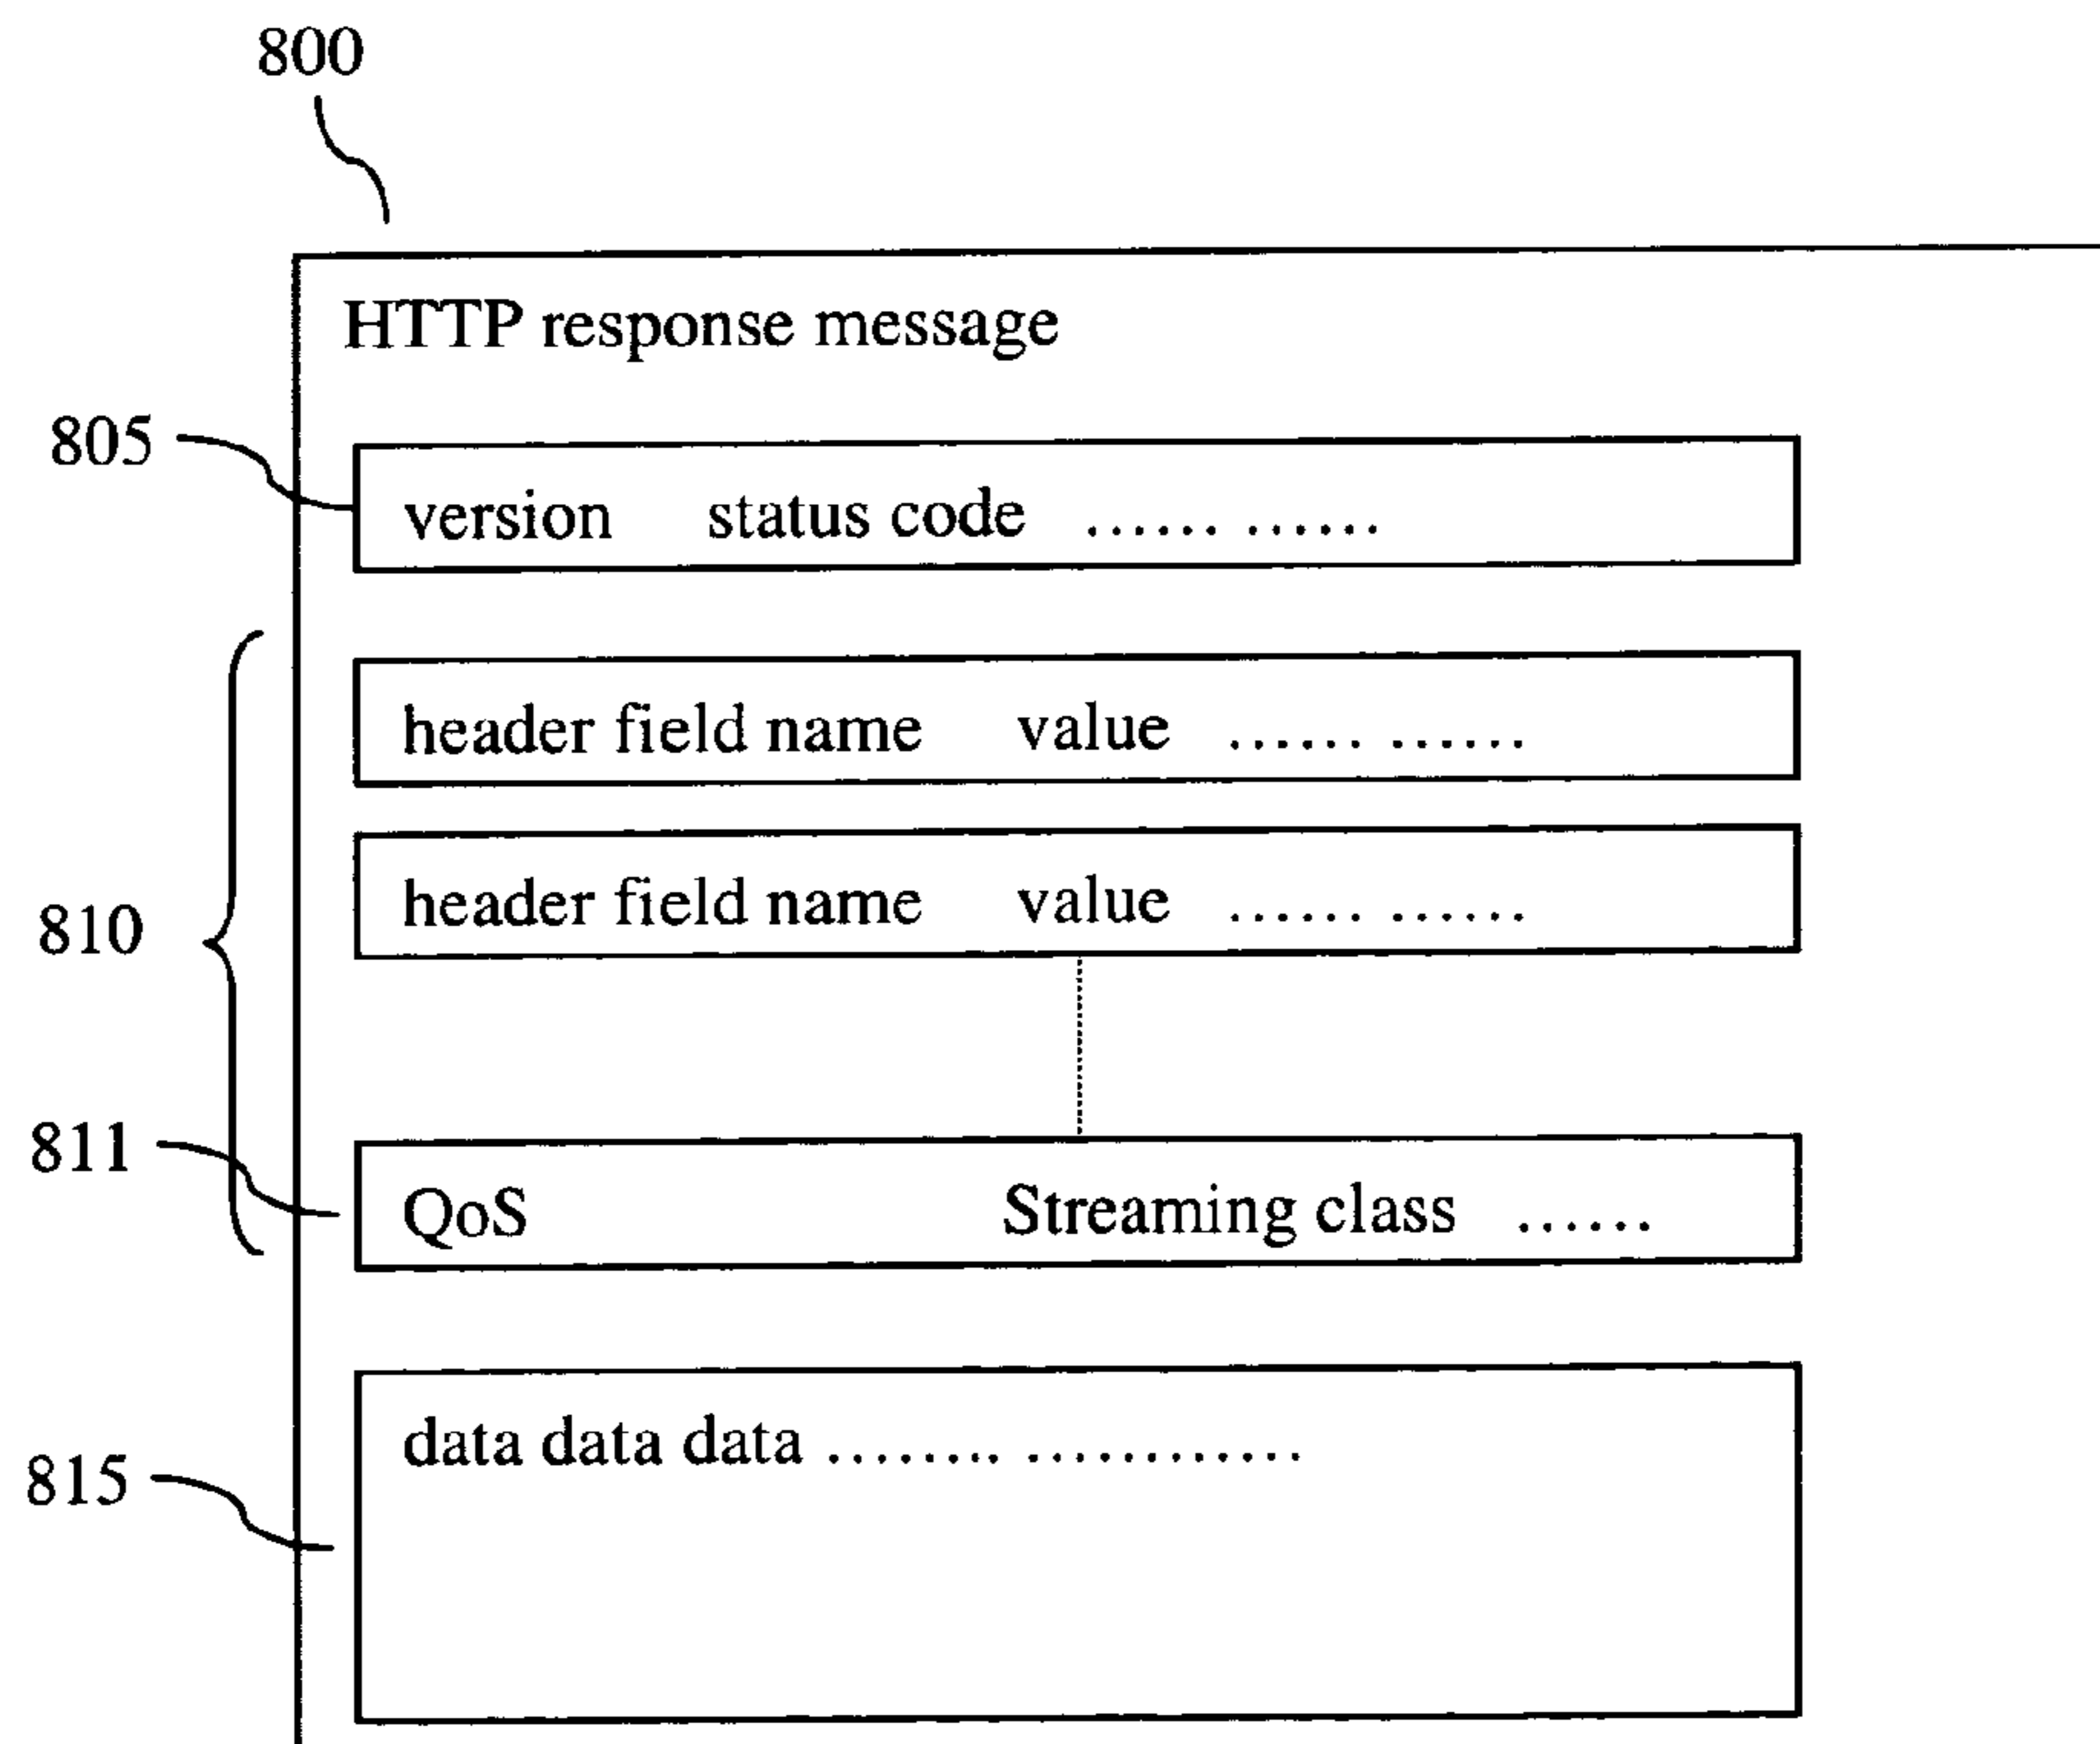 800
HTTP response message
805
version status code ...... ......
header field name value ...... ......
header field name value ...... ......
810
811
QoS Streaming class ......
data data data ........ ............
815